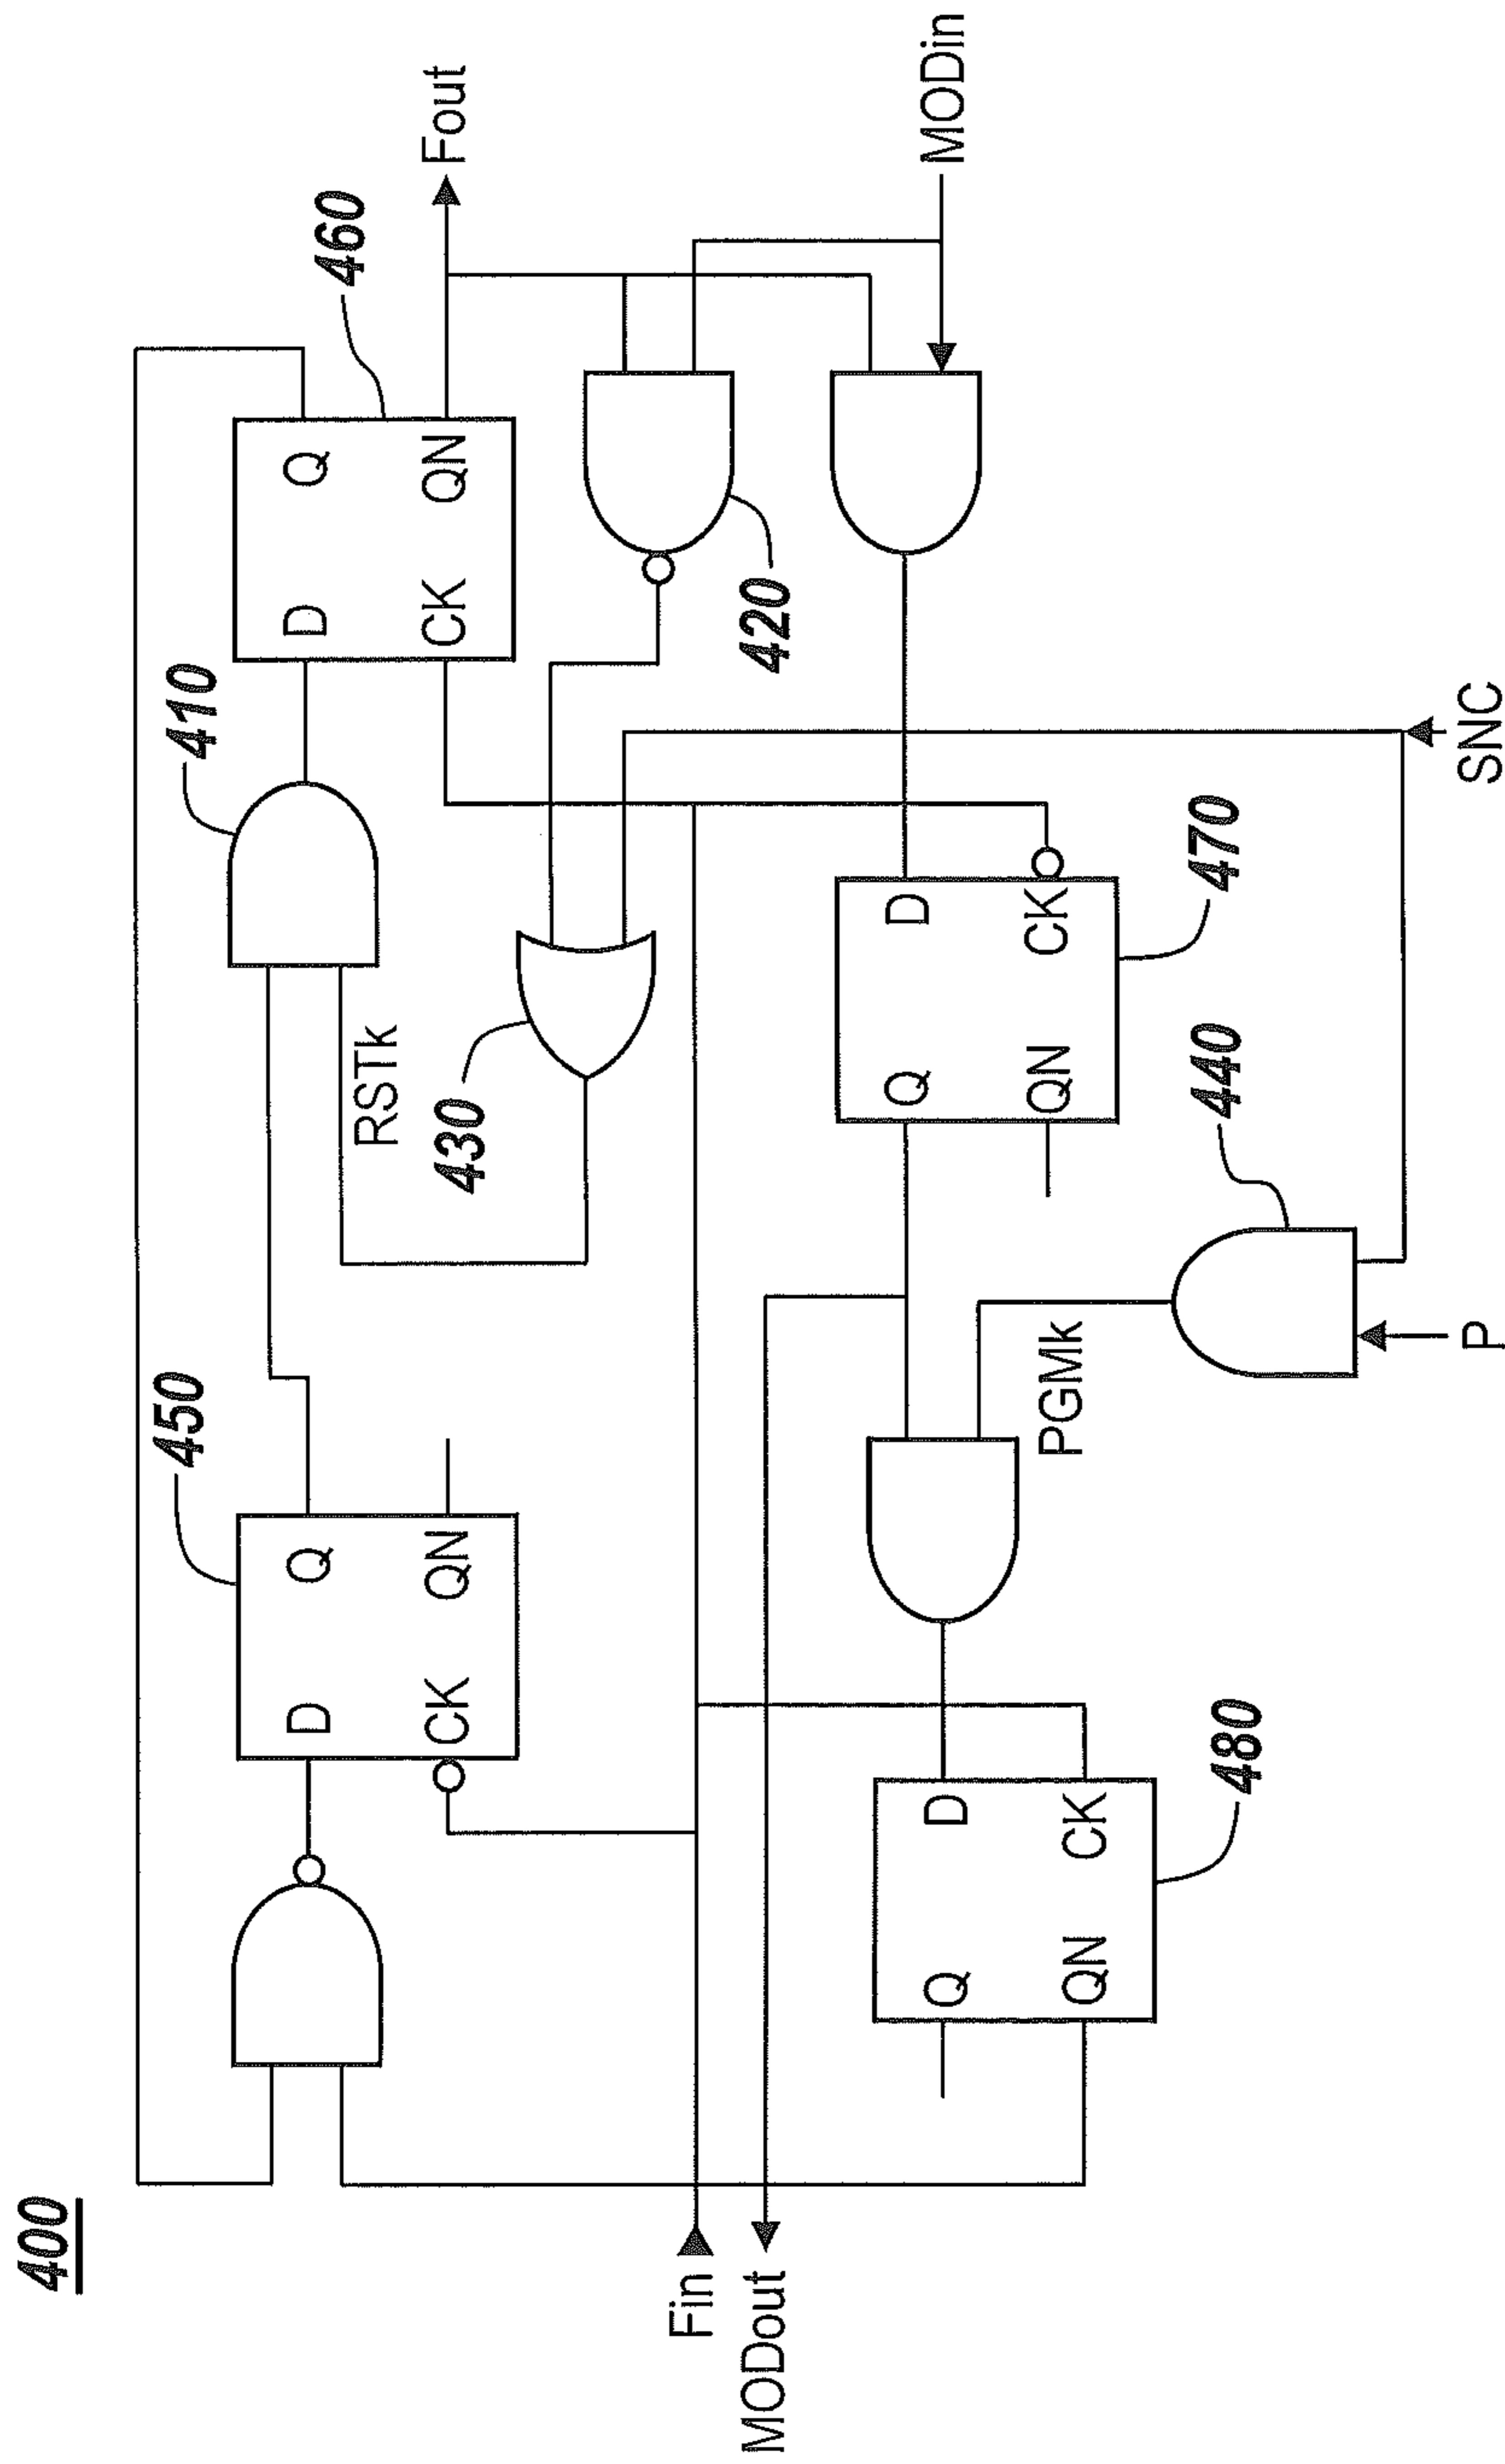 400
450
410
460
D
Q
D
Q
Fout
CK
QN
RSTk
CK
QN
430
420
Fin
MODout
Q
D
Q
D
MODin
QN
CK
PGMk
QN
CK
480
440
470
P
SNC